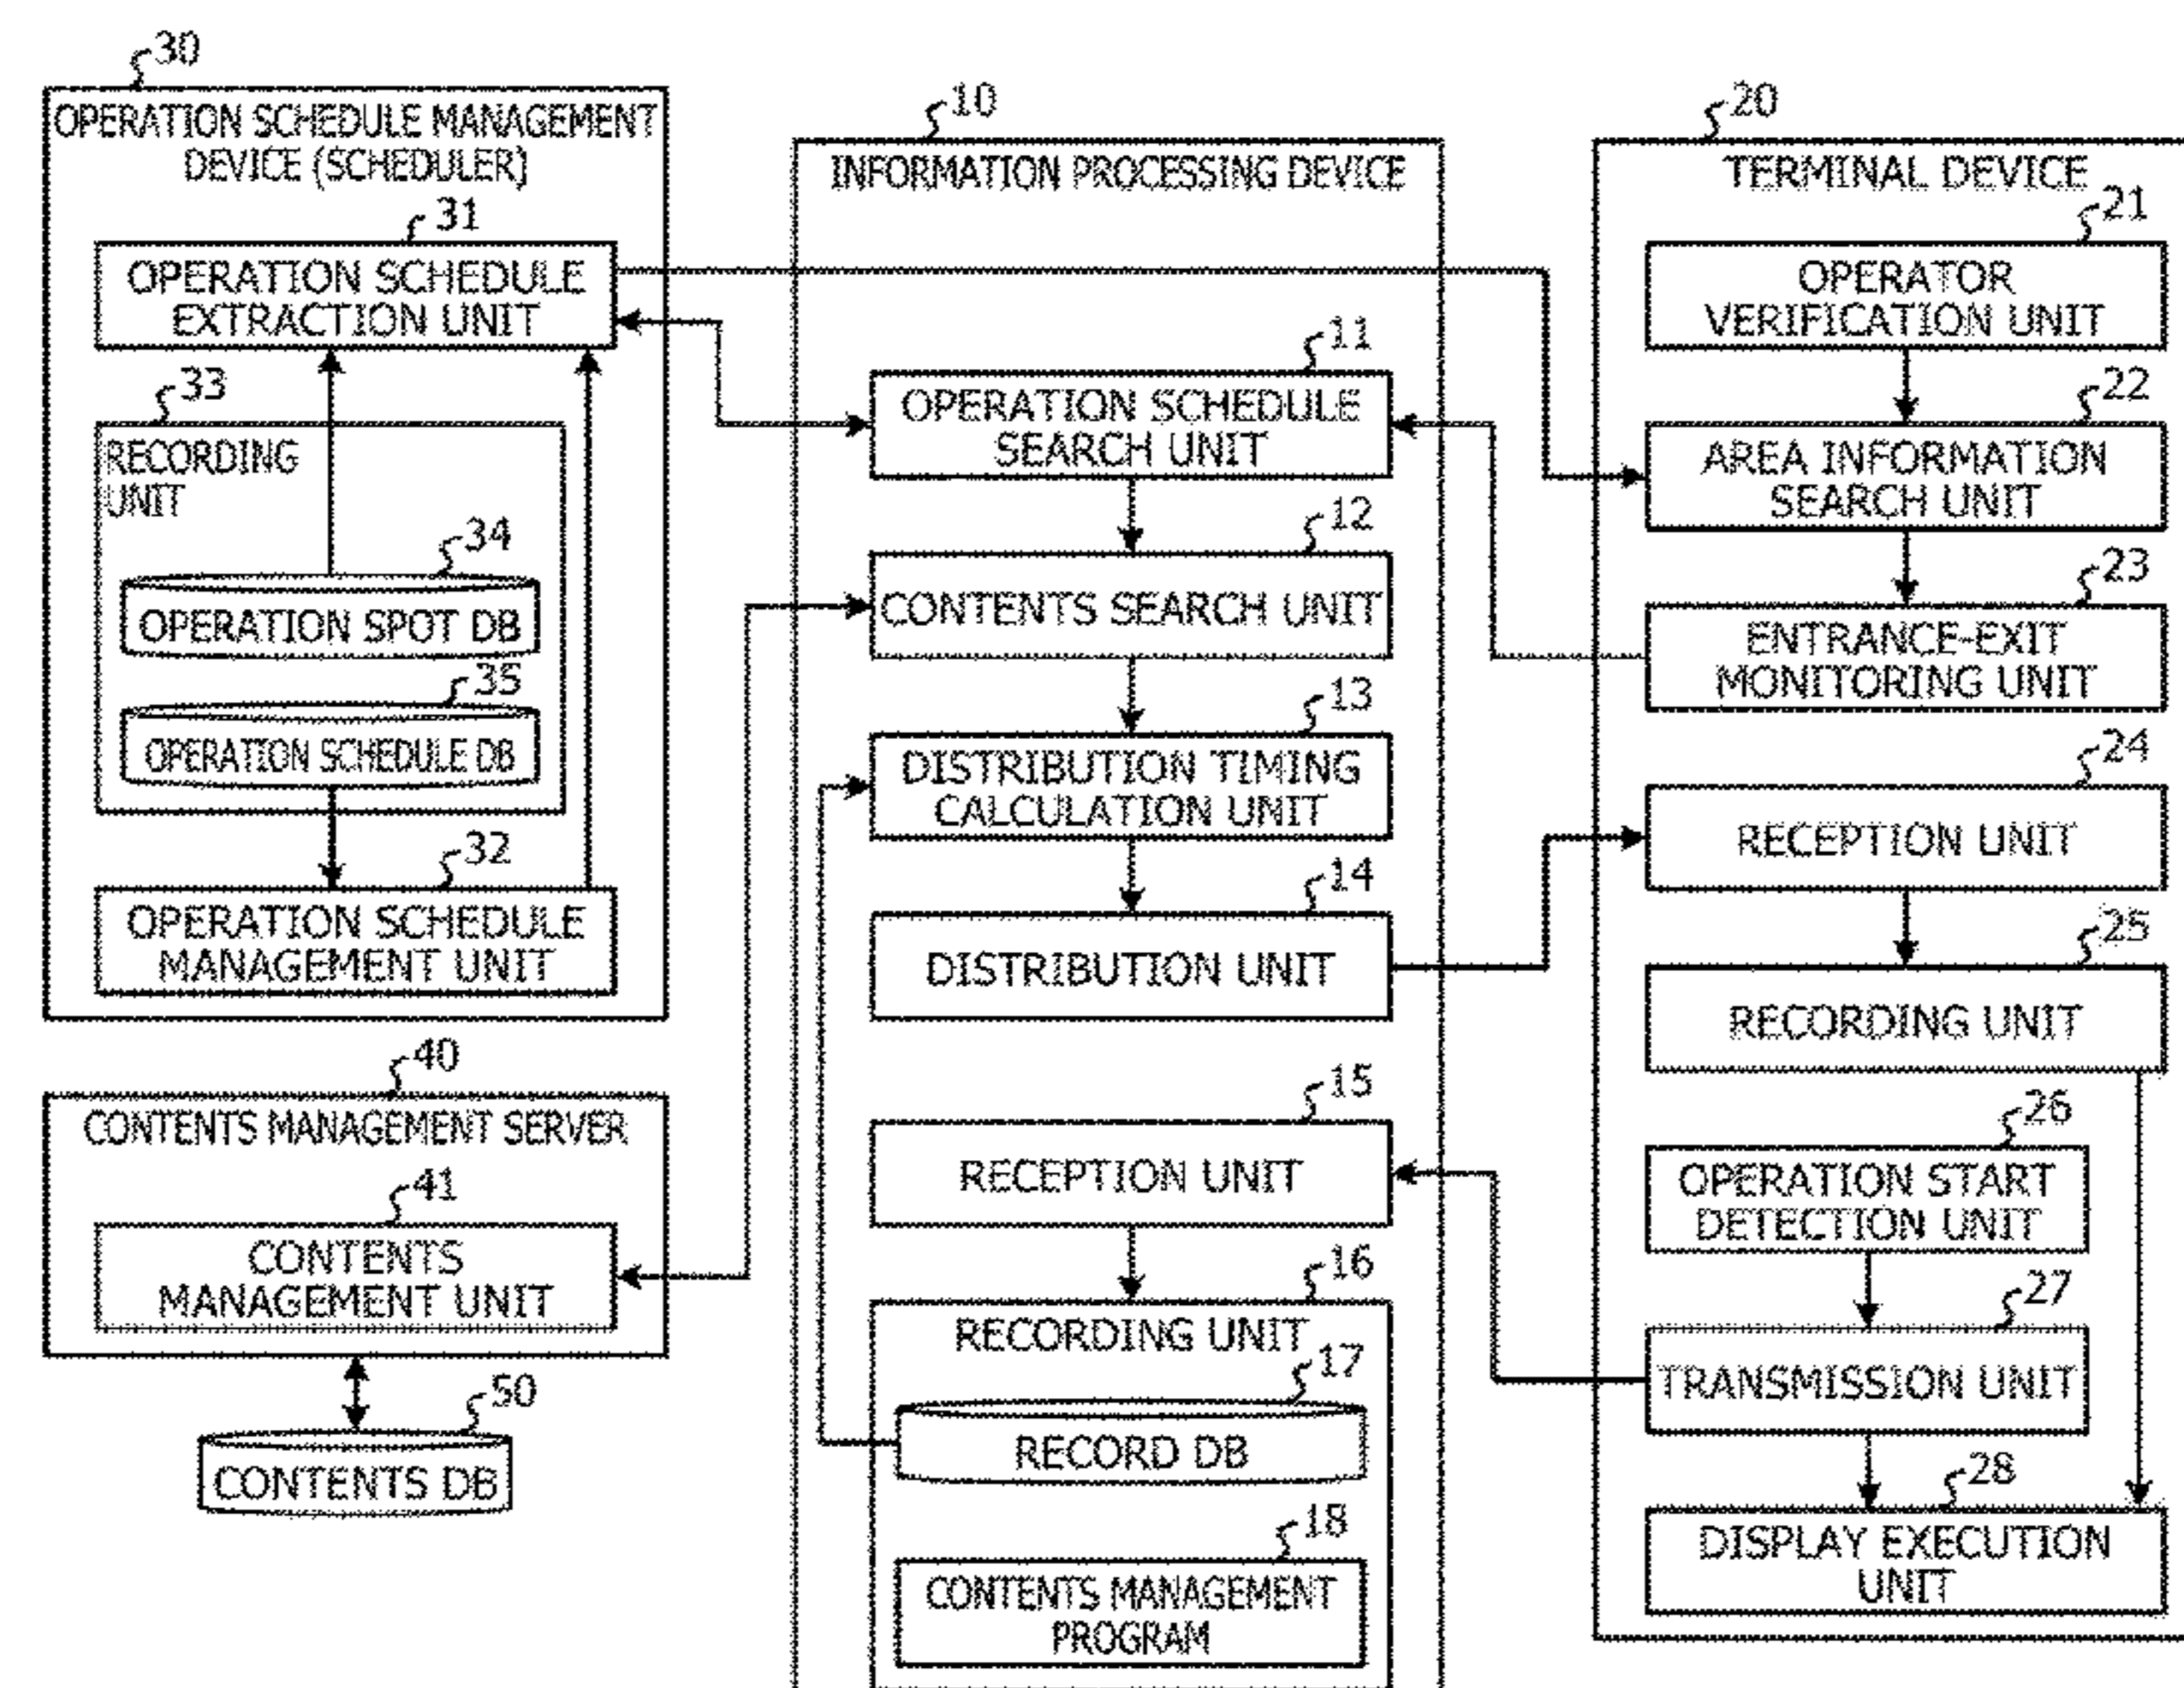 30
OPERATION SCHEDULE MANAGEMENT
DEVICE (SCHEDULER)
31
OPERATION SCHEDULE
EXTRACTION UNIT
33
RECORDING
UNIT
34
OPERATION SPOT DB
35
OPERATION SCHEDULE DB
32
OPERATION SCHEDULE
MANAGEMENT UNIT
40
CONTENTS MANAGEMENT SERVER
41
CONTENTS
MANAGEMENT UNIT
50
CONTENTS DB
10
INFORMATION PROCESSING DEVICE
11
OPERATION SCHEDULE
SEARCH UNIT
12
CONTENTS SEARCH UNIT
13
DISTRIBUTION TIMING
CALCULATION UNIT
14
DISTRIBUTION UNIT
15
RECEPTION UNIT
16
RECORDING UNIT
17
RECORD DB
18
CONTENTS MANAGEMENT
PROGRAM
20
TERMINAL DEVICE
21
OPERATOR
VERIFICATION UNIT
22
AREA INFORMATION
SEARCH UNIT
23
ENTRANCE-EXIT
MONITORING UNIT
24
RECEPTION UNIT
25
RECORDING UNIT
26
OPERATION START
DETECTION UNIT
27
TRANSMISSION UNIT
28
DISPLAY EXECUTION
UNIT